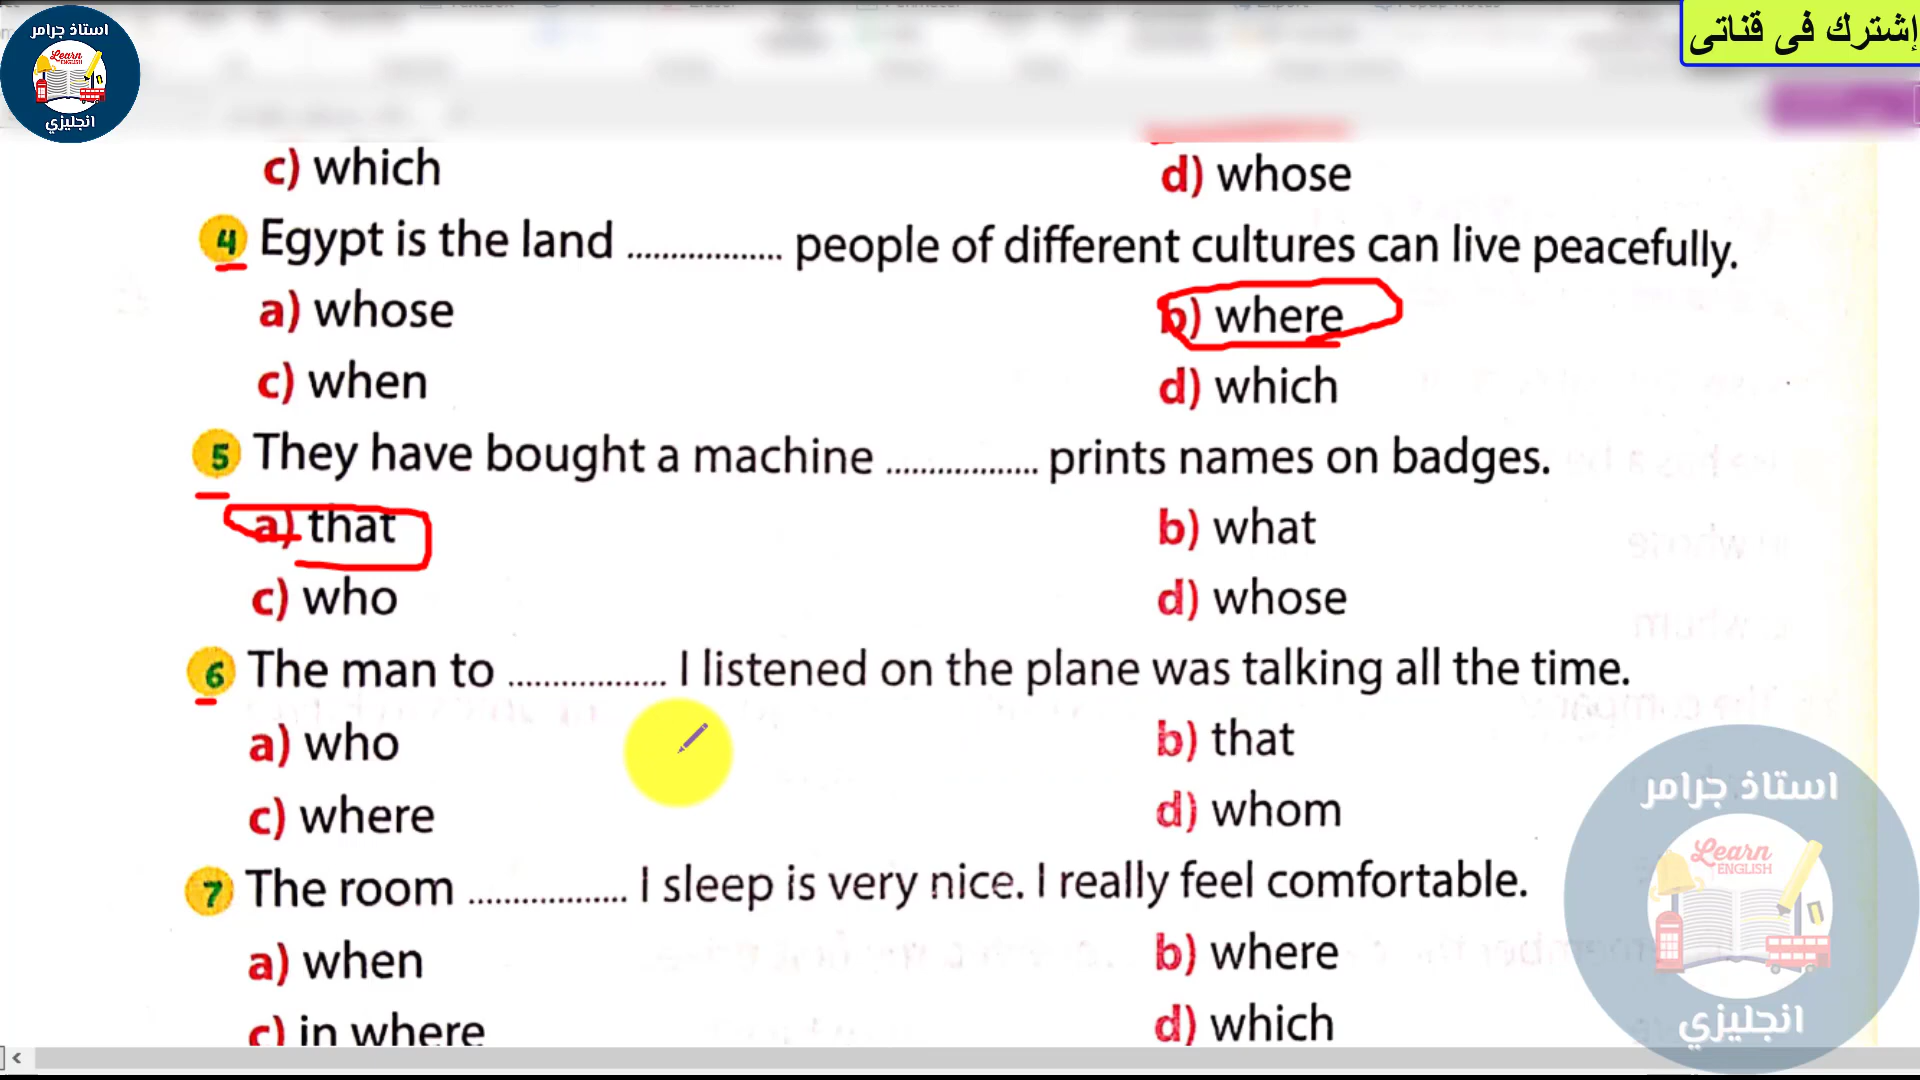 استاذ جرامر
Learn
ENGLISH
انجليزي
إشترك فى قناتى
c) which
d) whose
4 Egypt is the land .................. people of different cultures can live peacefully.
a) whose
b) where
c) when
d) which
5 They have bought a machine .................. prints names on badges.
a) that
b) what
c) who
d) whose
6 The man to .................. I listened on the plane was talking all the time.
a) who
b) that
c) where
d) whom
7 The room .................. I sleep is very nice. I really feel comfortable.
a) when
b) where
c) in where
d) which
استاذ جرامر
Learn
ENGLISH
انجليزي